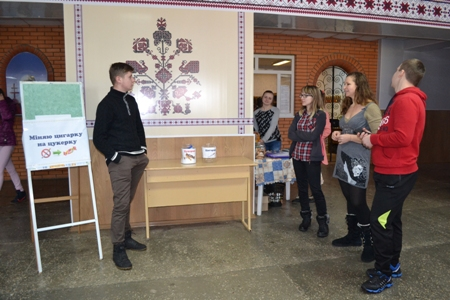 Міняю цигарку
на цукерку